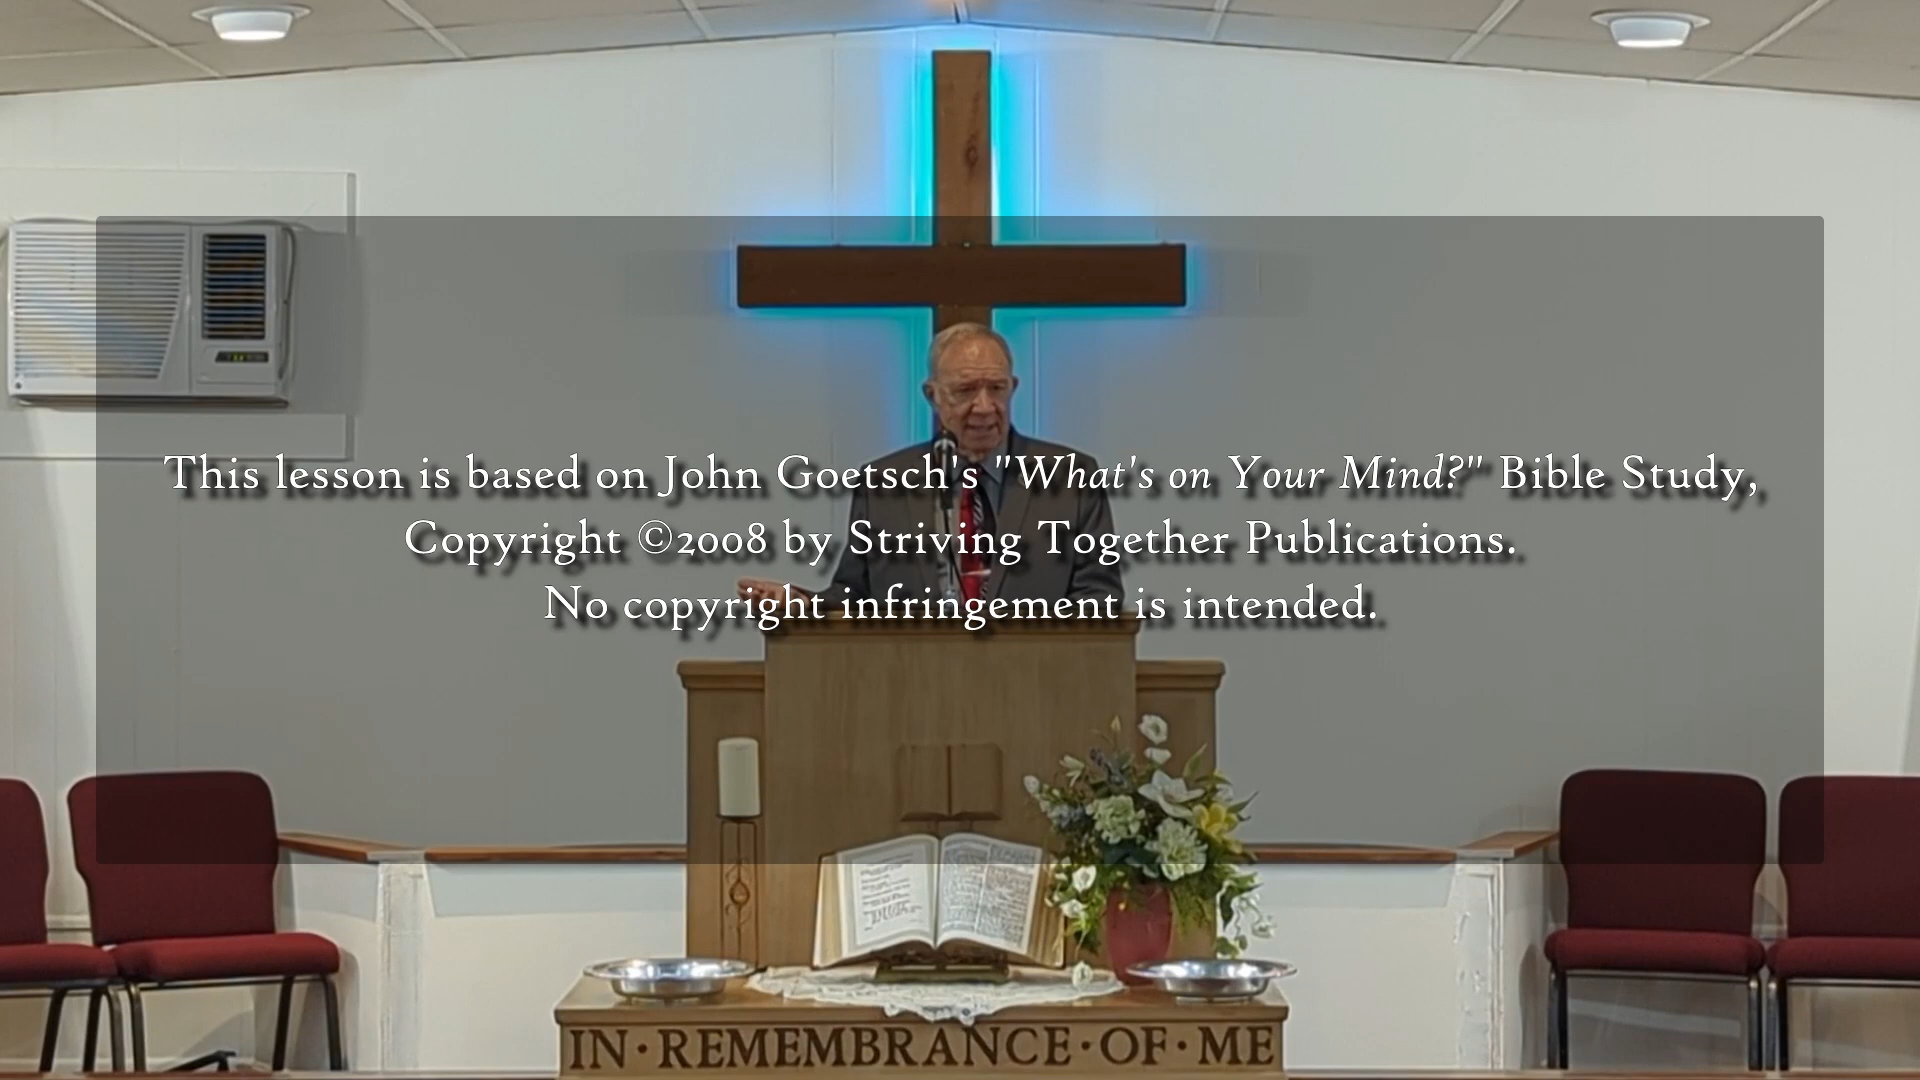 This lesson is based on John Goetsch's "What's on Your Mind?" Bible Study,
Copyright ©2008 by Striving Together Publications.
No copyright infringement is intended.
IN·REMEMBRANCE·OF·ME